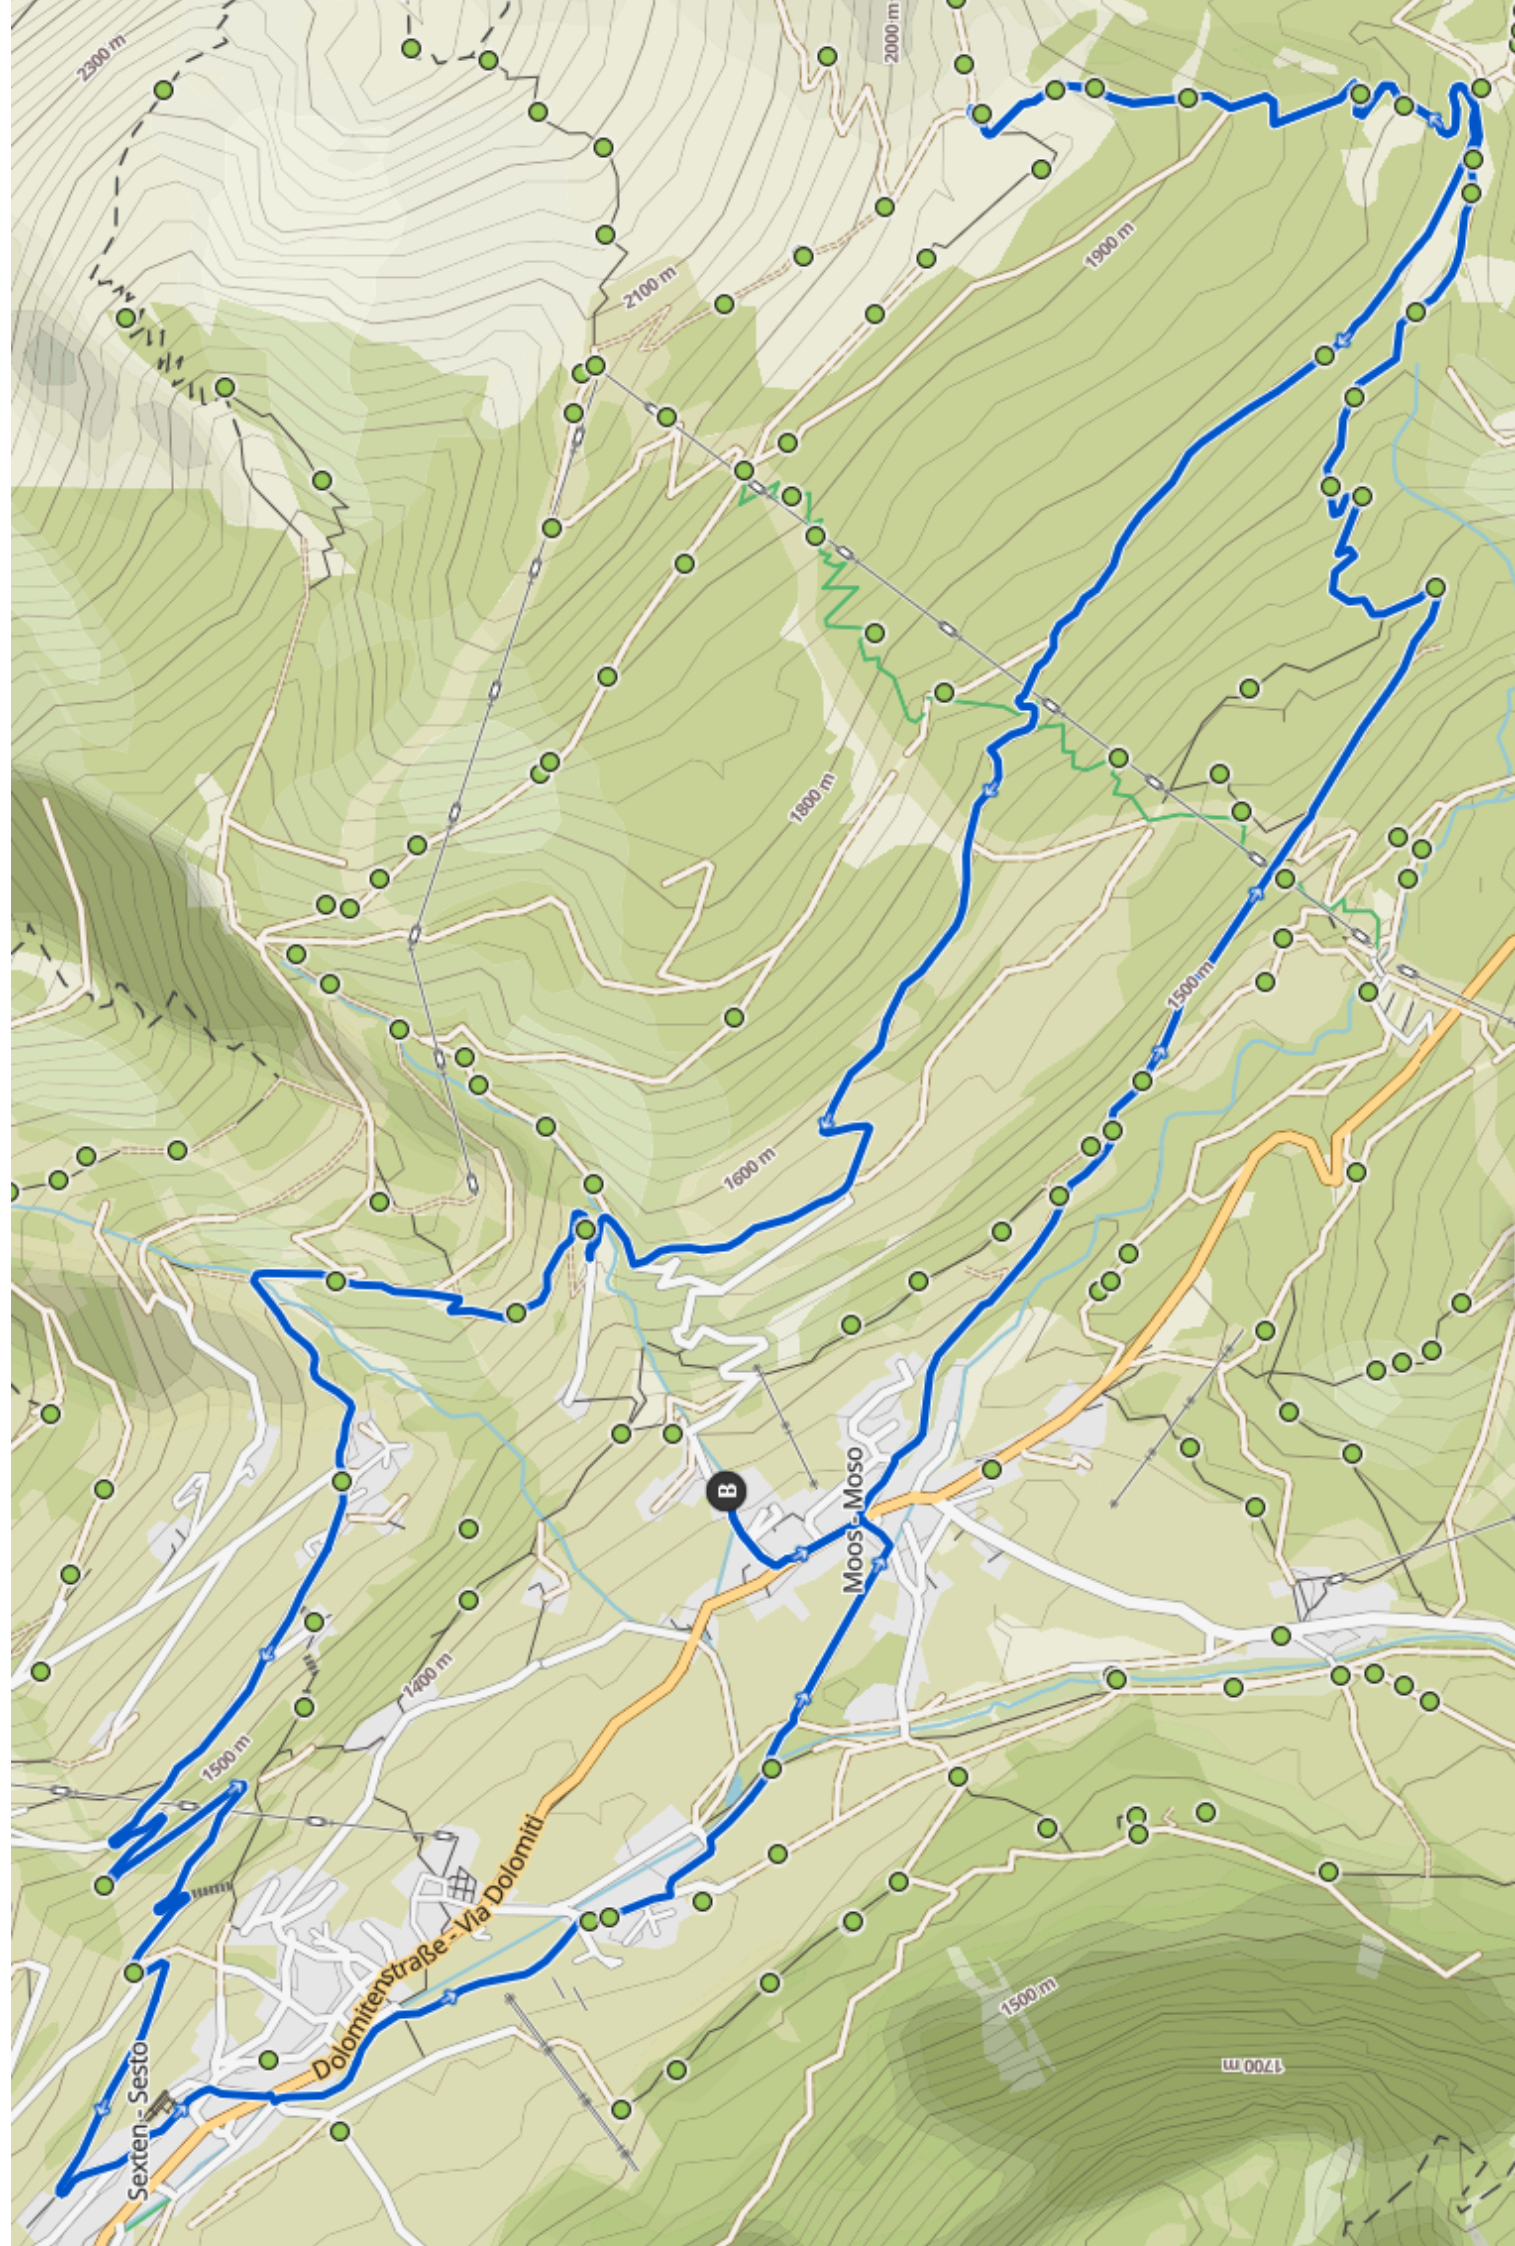 2300 m
2000 m
2100 m
1900 m
1800 m
1600 m
1500 m
B
Moos - Moso
1400 m
1500 m
Dolomitenstraße - Via Dolomiti
Sexten - Sesto
1500 m
1700 m